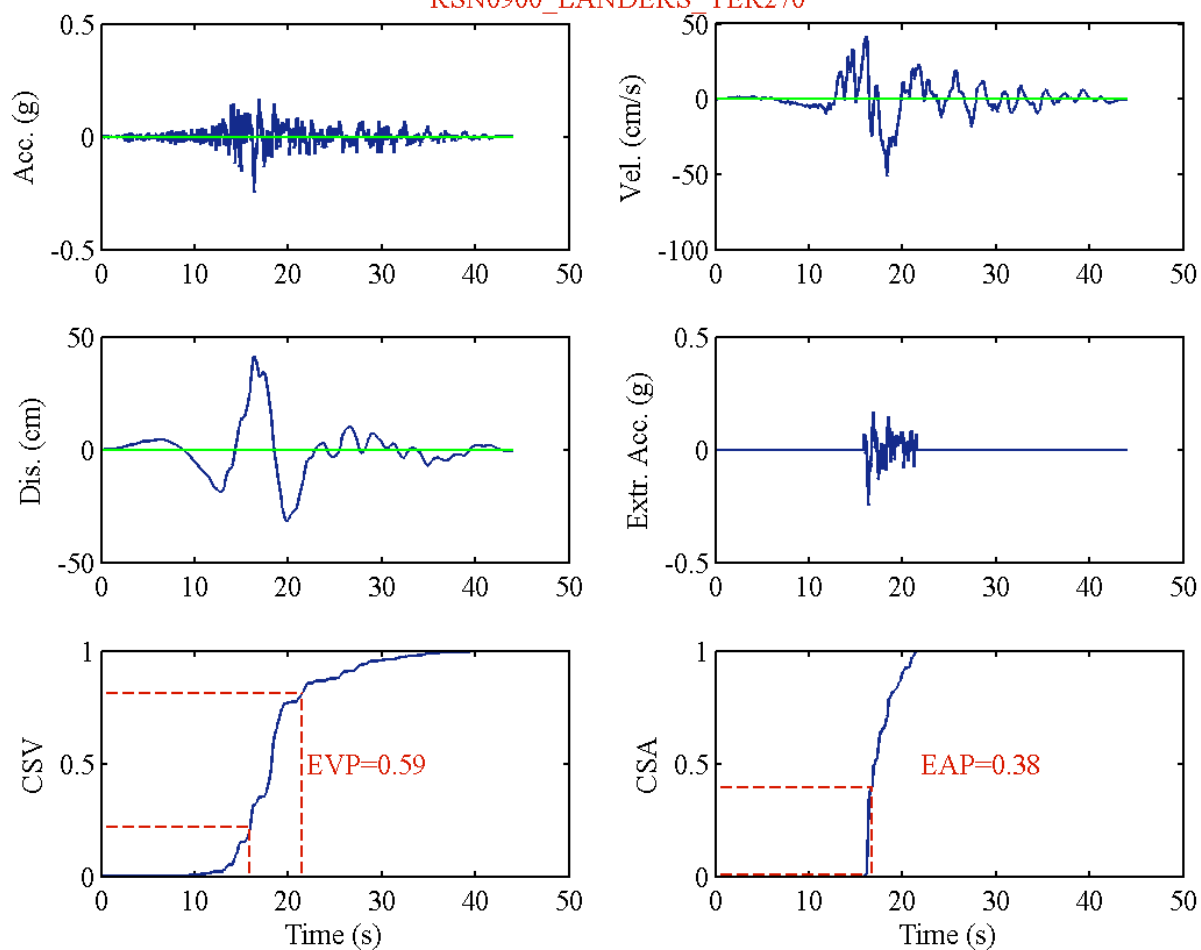 RSN0900_LANDERS_YER270
0.5
0
-0.5
Acc. (g)
0 10 20 30 40 50
50
0
-50
-100
Vel. (cm/s)
0 10 20 30 40 50
50
0
-50
Dis. (cm)
0 10 20 30 40 50
0.5
0
-0.5
Extr. Acc. (g)
0 10 20 30 40 50
1
0.5
0
CSV
EVP=0.59
0 10 20 30 40 50
Time (s)
1
0.5
0
CSA
EAP=0.38
0 10 20 30 40 50
Time (s)